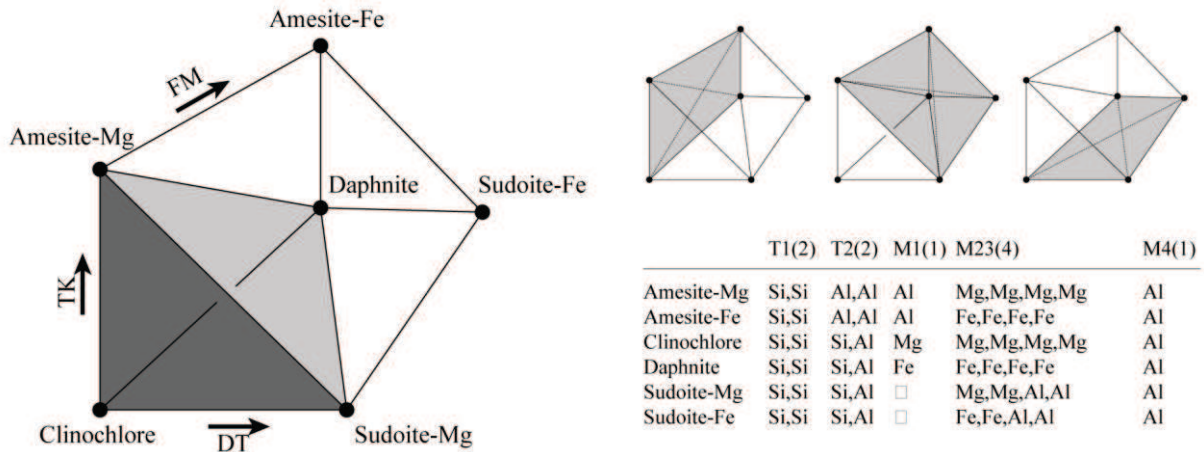 Amesite-Fe
FM
Amesite-Mg
Daphnite
Sudoite-Fe
TK
Clinochlore
DT
Sudoite-Mg
T1(2) T2(2) M1(1) M23(4) M4(1)
Amesite-Mg Si,Si Al,Al Al Mg,Mg,Mg,Mg Al
Amesite-Fe Si,Si Al,Al Al Fe,Fe,Fe,Fe Al
Clinochlore Si,Si Si,Al Mg Mg,Mg,Mg,Mg Al
Daphnite Si,Si Si,Al Fe Fe,Fe,Fe,Fe Al
Sudoite-Mg Si,Si Si,Al □ Mg,Mg,Al,Al Al
Sudoite-Fe Si,Si Si,Al □ Fe,Fe,Al,Al Al